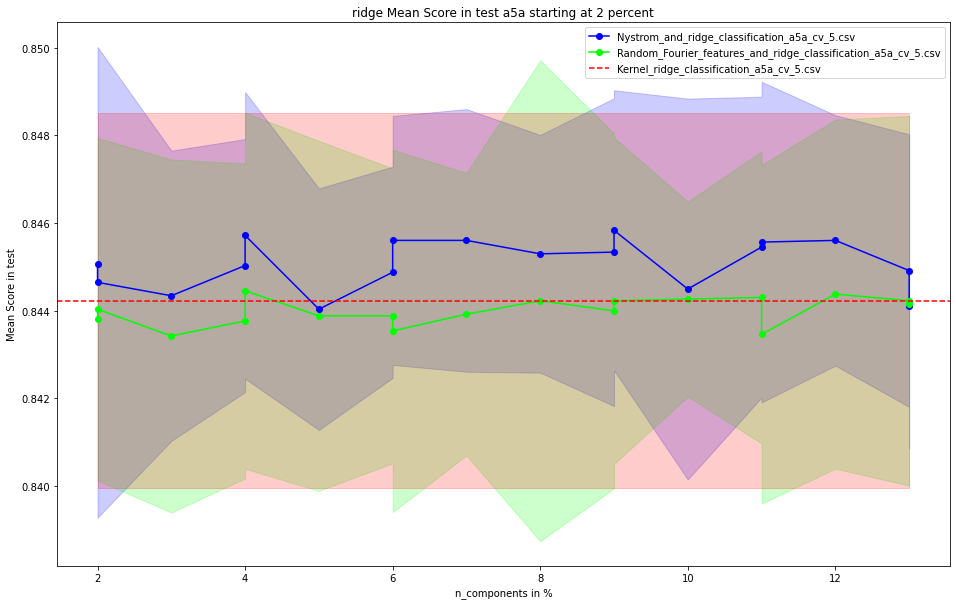 ridge Mean Score in test a5a starting at 2 percent
Nystrom_and_ridge_classification_a5a_cv_5.csv
Random_Fourier_features_and_ridge_classification_a5a_cv_5.csv
Kernel_ridge_classification_a5a_cv_5.csv
Mean Score in test
0.850
0.848
0.846
0.844
0.842
0.840
2 4 6 8 10 12
n_components in %